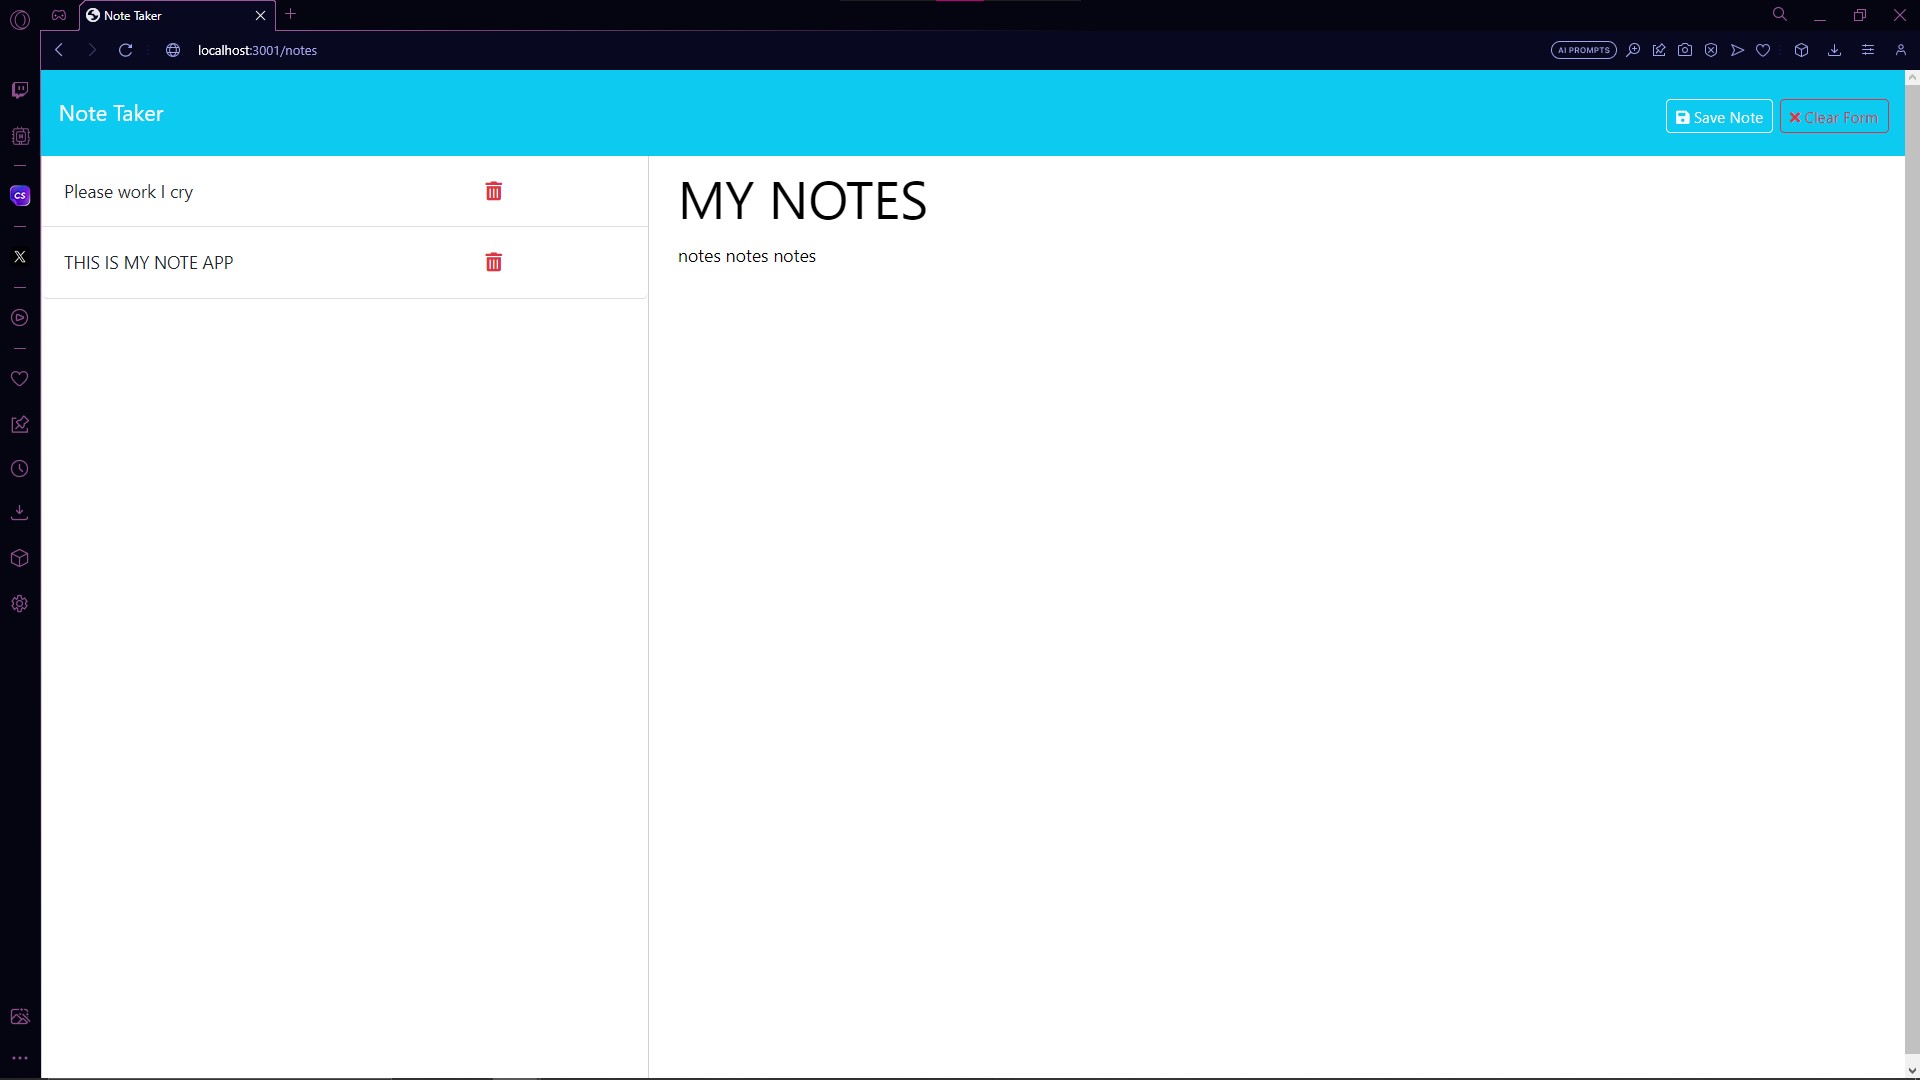 Note Taker
localhost:3001/notes
AI PROMPTS
CS
X
Note Taker
Save Note
Clear Form
Please work I cry
THIS IS MY NOTE APP
MY NOTES
notes notes notes